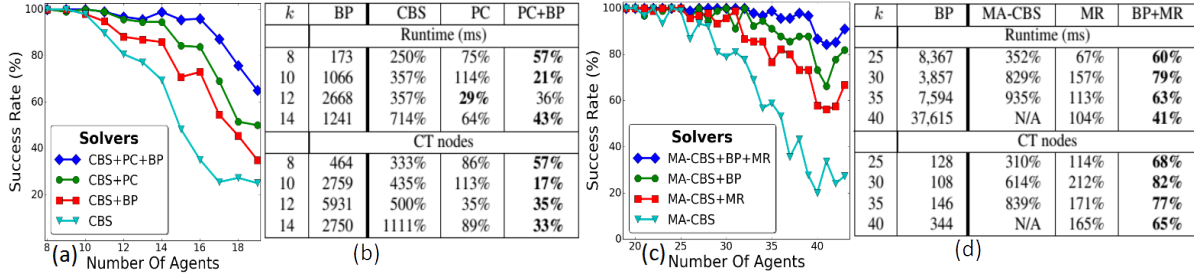 100
80
60
40
20
8
10
12
14
16
18
Success Rate (%)
Number Of Agents
Solvers
CBS+PC+BP
CBS+PC
CBS+BP
CBS
(a)
k BP CBS PC PC+BP
Runtime (ms)
8 173 250% 75% 57%
10 1066 357% 114% 21%
12 2668 357% 29% 36%
14 1241 714% 64% 43%
CT nodes
8 464 333% 86% 57%
10 2759 435% 113% 17%
12 5931 500% 35% 35%
14 2750 1111% 89% 33%
(b)
100
80
60
40
20
0
20
25
30
35
40
Success Rate (%)
Number Of Agents
Solvers
MA-CBS+BP+MR
MA-CBS+BP
MA-CBS+MR
MA-CBS
(c)
k BP MA-CBS MR BP+MR
Runtime (ms)
25 8,367 352% 67% 60%
30 3,857 829% 157% 79%
35 7,594 935% 113% 63%
40 37,615 N/A 104% 41%
CT nodes
25 128 310% 114% 68%
30 108 614% 212% 82%
35 146 839% 171% 77%
40 344 N/A 165% 65%
(d)